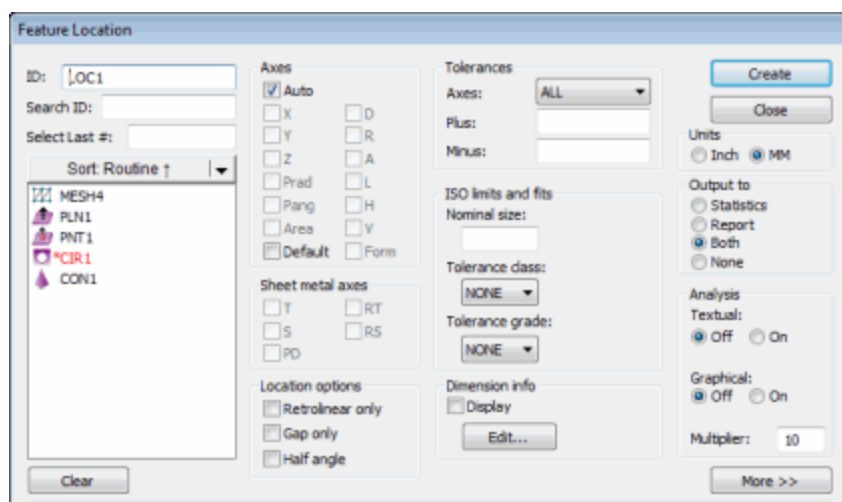 Feature Location
ID: LOC1
Search ID:
Select Last #:
Sort: Routine ↑
MESH4
PLN1
PNT1
*CIR1
CON1
Clear
Axes
Auto
X D
Y R
Z A
Prad L
Pang H
Area V
Default Form
Sheet metal axes
T RT
S RS
PD
Location options
Retrolinear only
Gap only
Half angle
Tolerances
Axes: ALL
Plus:
Minus:
ISO limits and fits
Nominal size:
Tolerance class:
NONE
Tolerance grade:
NONE
Dimension info
Display
Edit...
Create
Close
Units
Inch MM
Output to
Statistics
Report
Both
None
Analysis
Textual:
Off On
Graphical:
Off On
Multiplier: 10
More >>